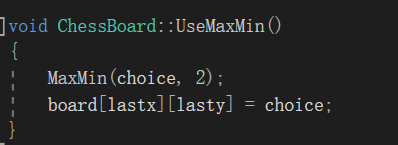 void ChessBoard::UseMaxMin()
{
MaxMin(choice, 2);
board[lastx][lasty] = choice;
}